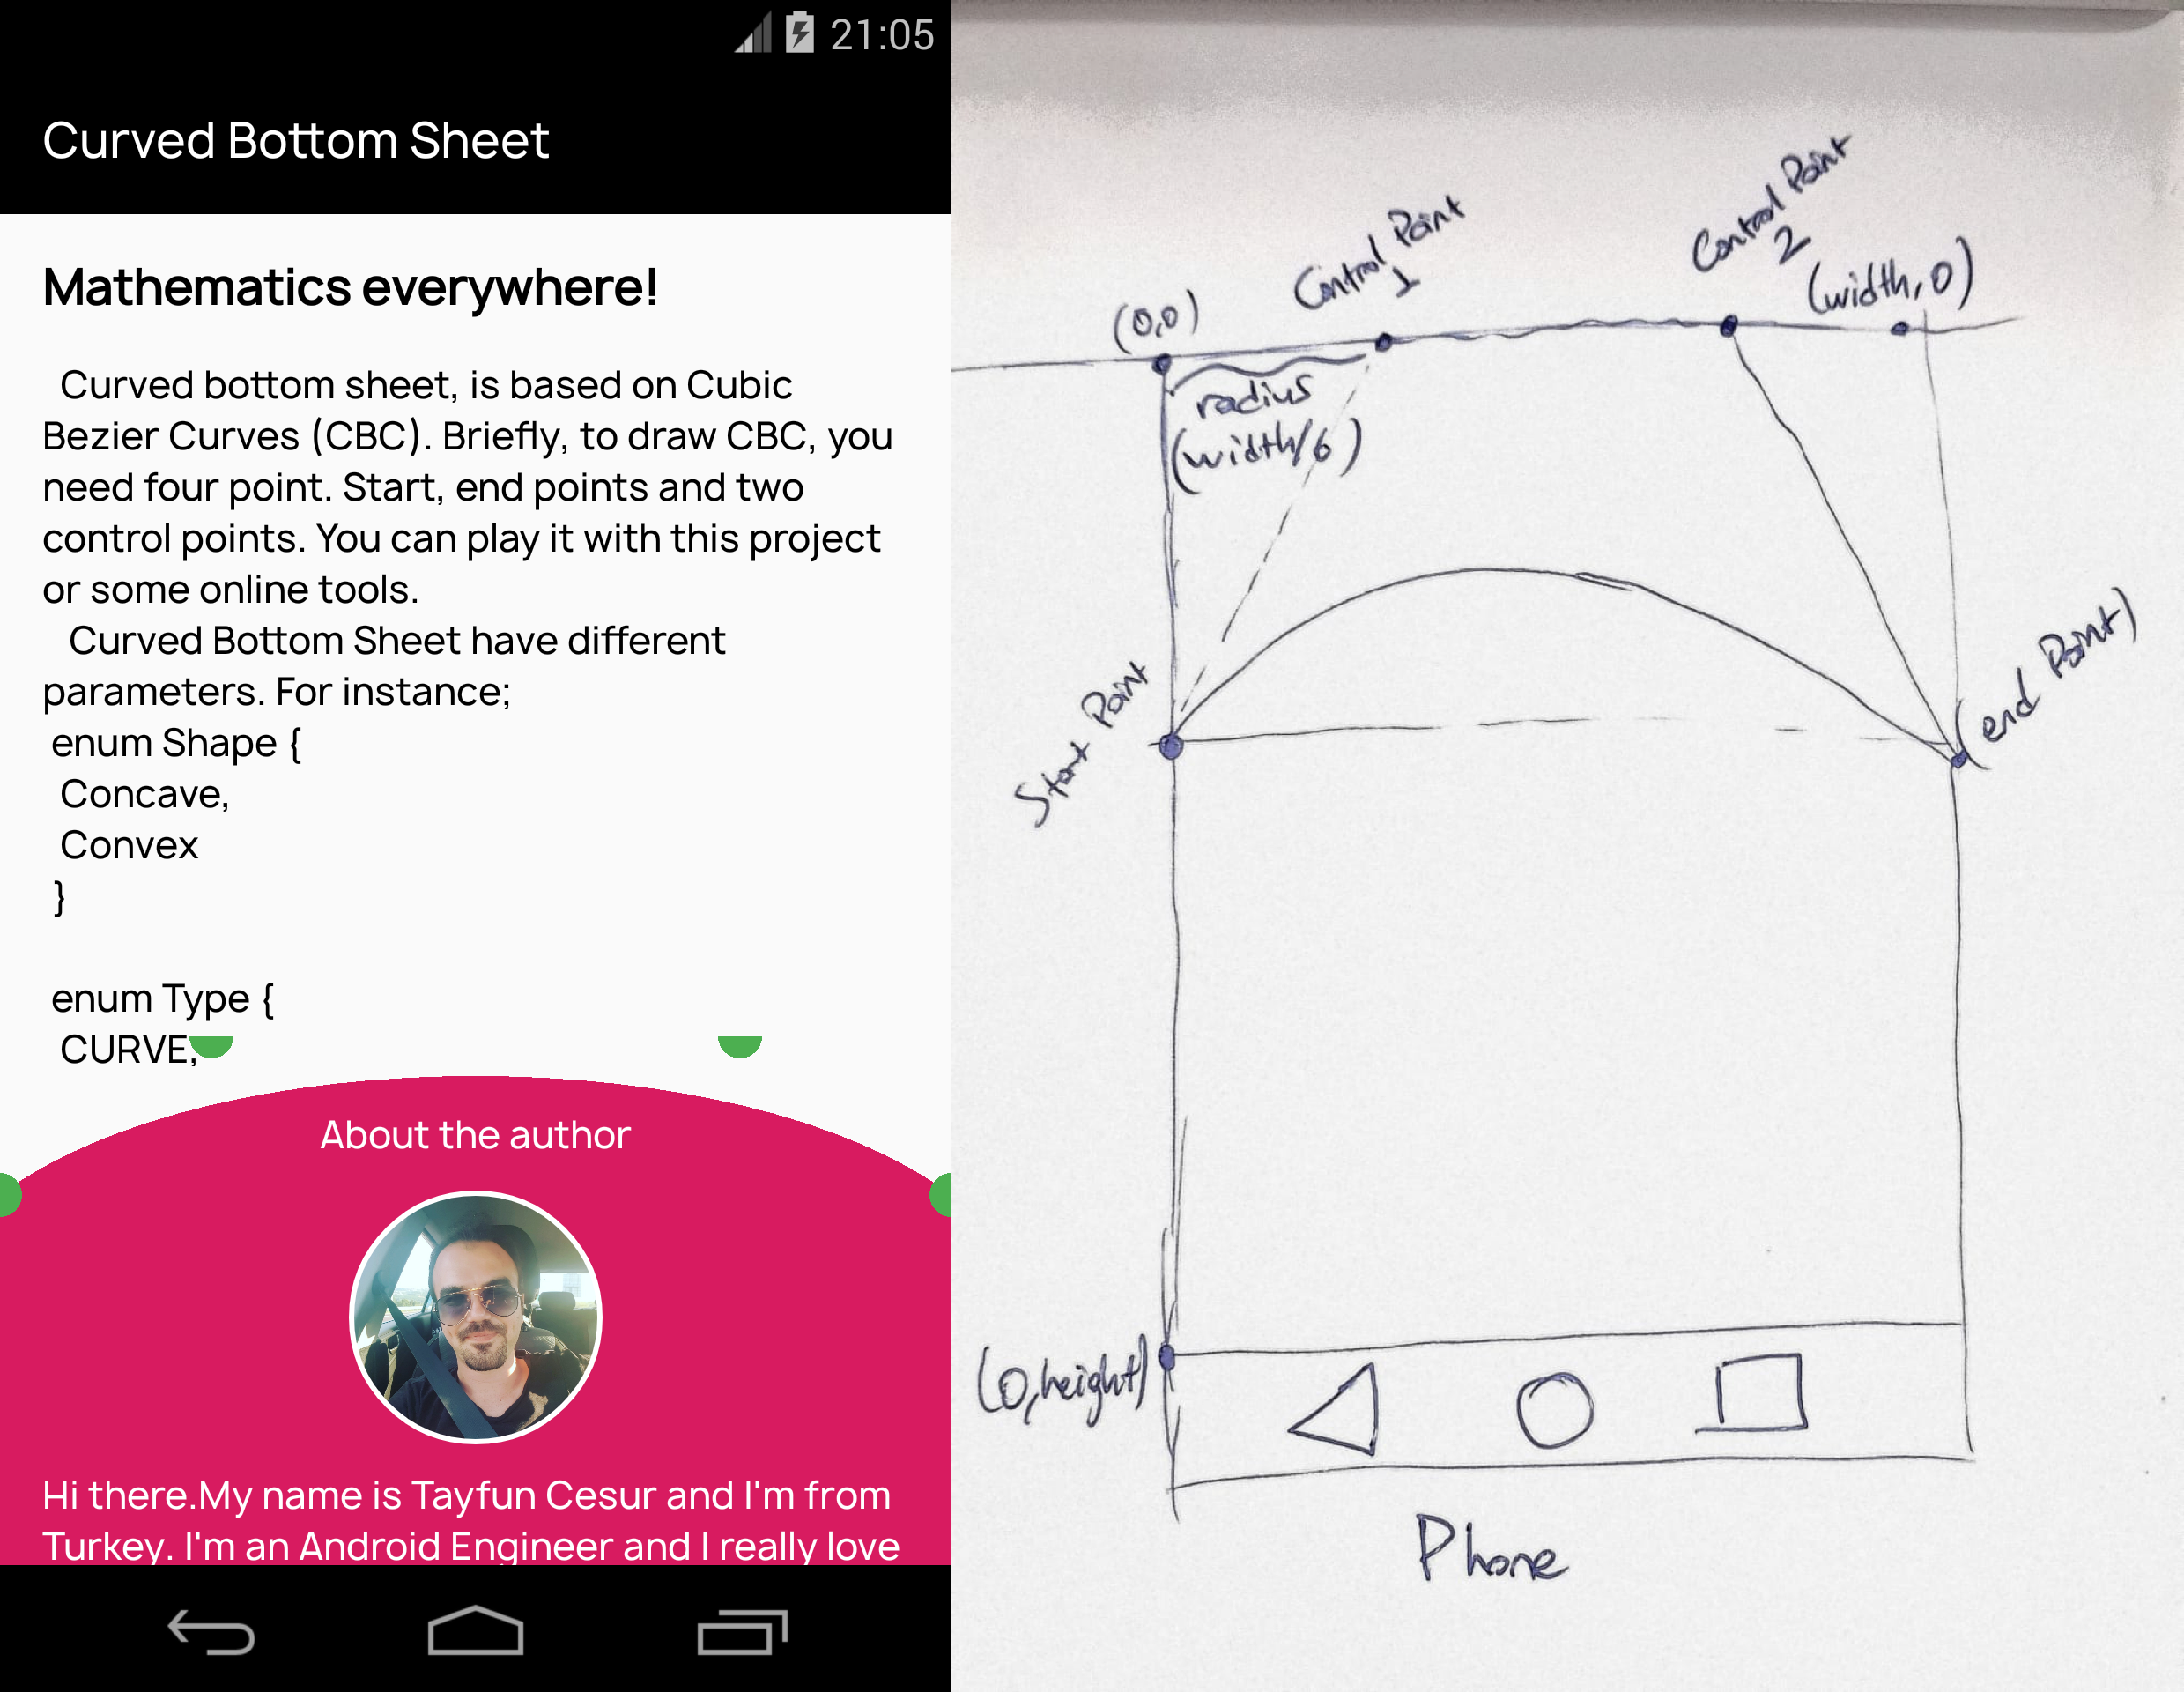 21:05
Curved Bottom Sheet
Mathematics everywhere!
Curved bottom sheet, is based on Cubic
Bezier Curves (CBC). Briefly, to draw CBC, you
need four point. Start, end points and two
control points. You can play it with this project
or some online tools.
Curved Bottom Sheet have different
parameters. For instance;
enum Shape {
Concave,
Convex
}
enum Type {
CURVE,
About the author
Hi there.My name is Tayfun Cesur and I'm from
Turkey. I'm an Android Engineer and I really love
Control Point
1
Control Point
2
(0,0)
(width, 0)
radius
(width/6)
Start Point
(end Point)
(0,height)
Phone